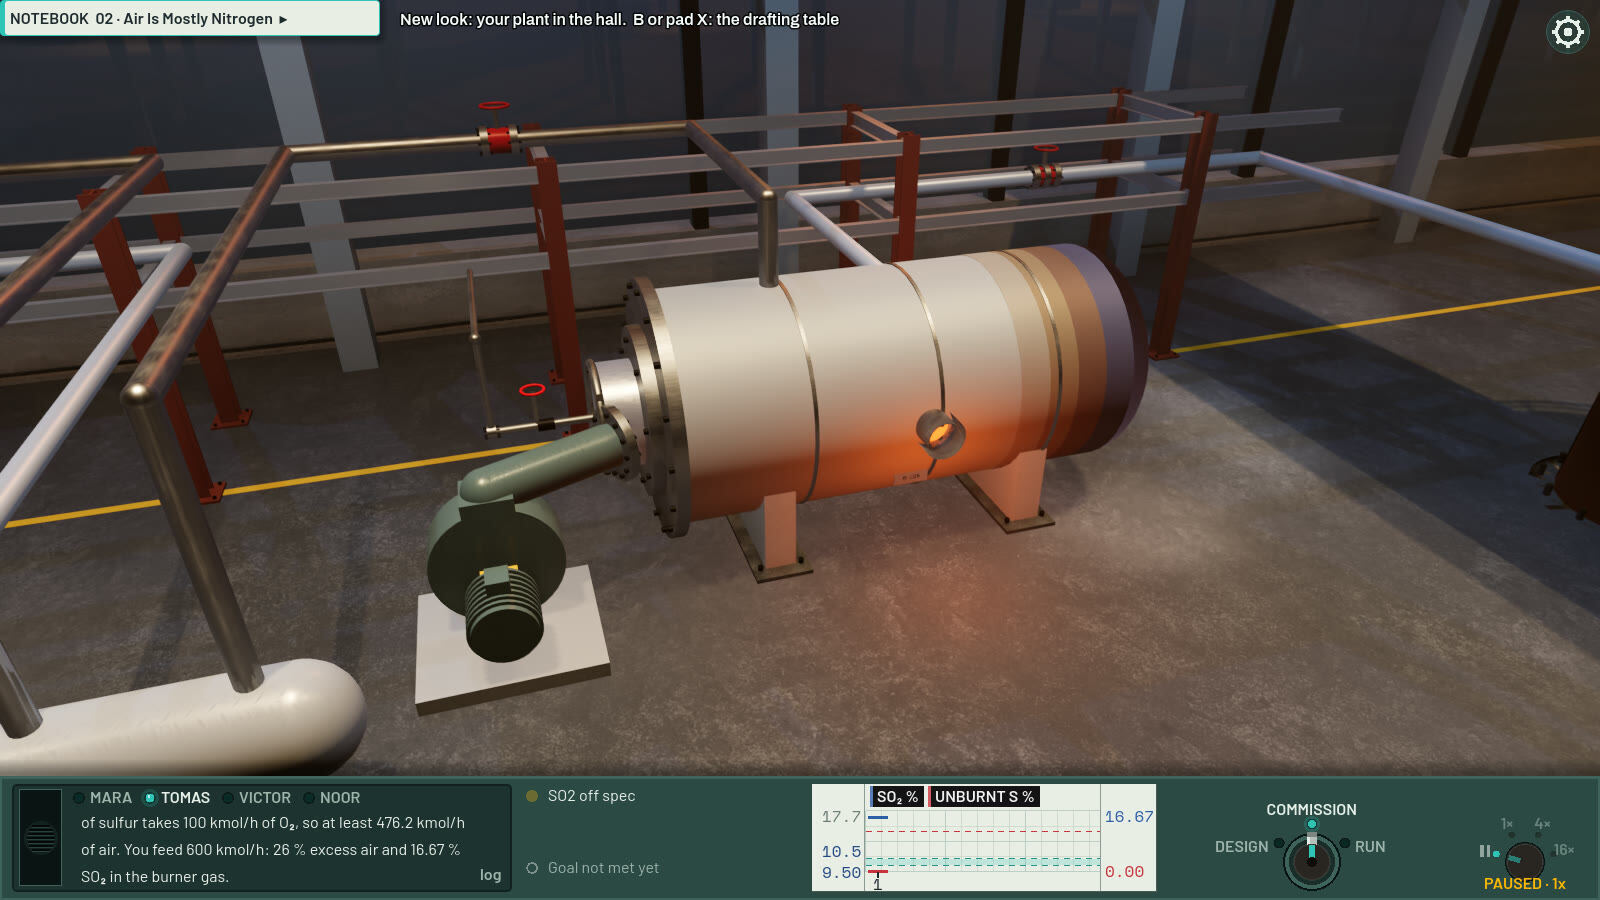 NOTEBOOK 02 · Air Is Mostly Nitrogen ▸
New look: your plant in the hall. B or pad X: the drafting table
MARA TOMAS VICTOR NOOR
of sulfur takes 100 kmol/h of O₂, so at least 476.2 kmol/h
of air. You feed 600 kmol/h: 26 % excess air and 16.67 %
SO₂ in the burner gas.
log
SO2 off spec
Goal not met yet
SO₂ % UNBURNT S %
17.7
10.5
9.50
16.67
0.00
1
COMMISSION
DESIGN RUN
1x 4x
16x
PAUSED · 1x